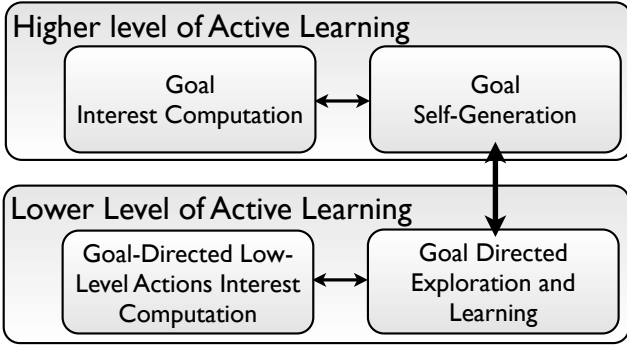 Higher level of Active Learning
Goal
Interest Computation
Goal
Self-Generation
Lower Level of Active Learning
Goal-Directed Low-
Level Actions Interest
Computation
Goal Directed
Exploration and
Learning